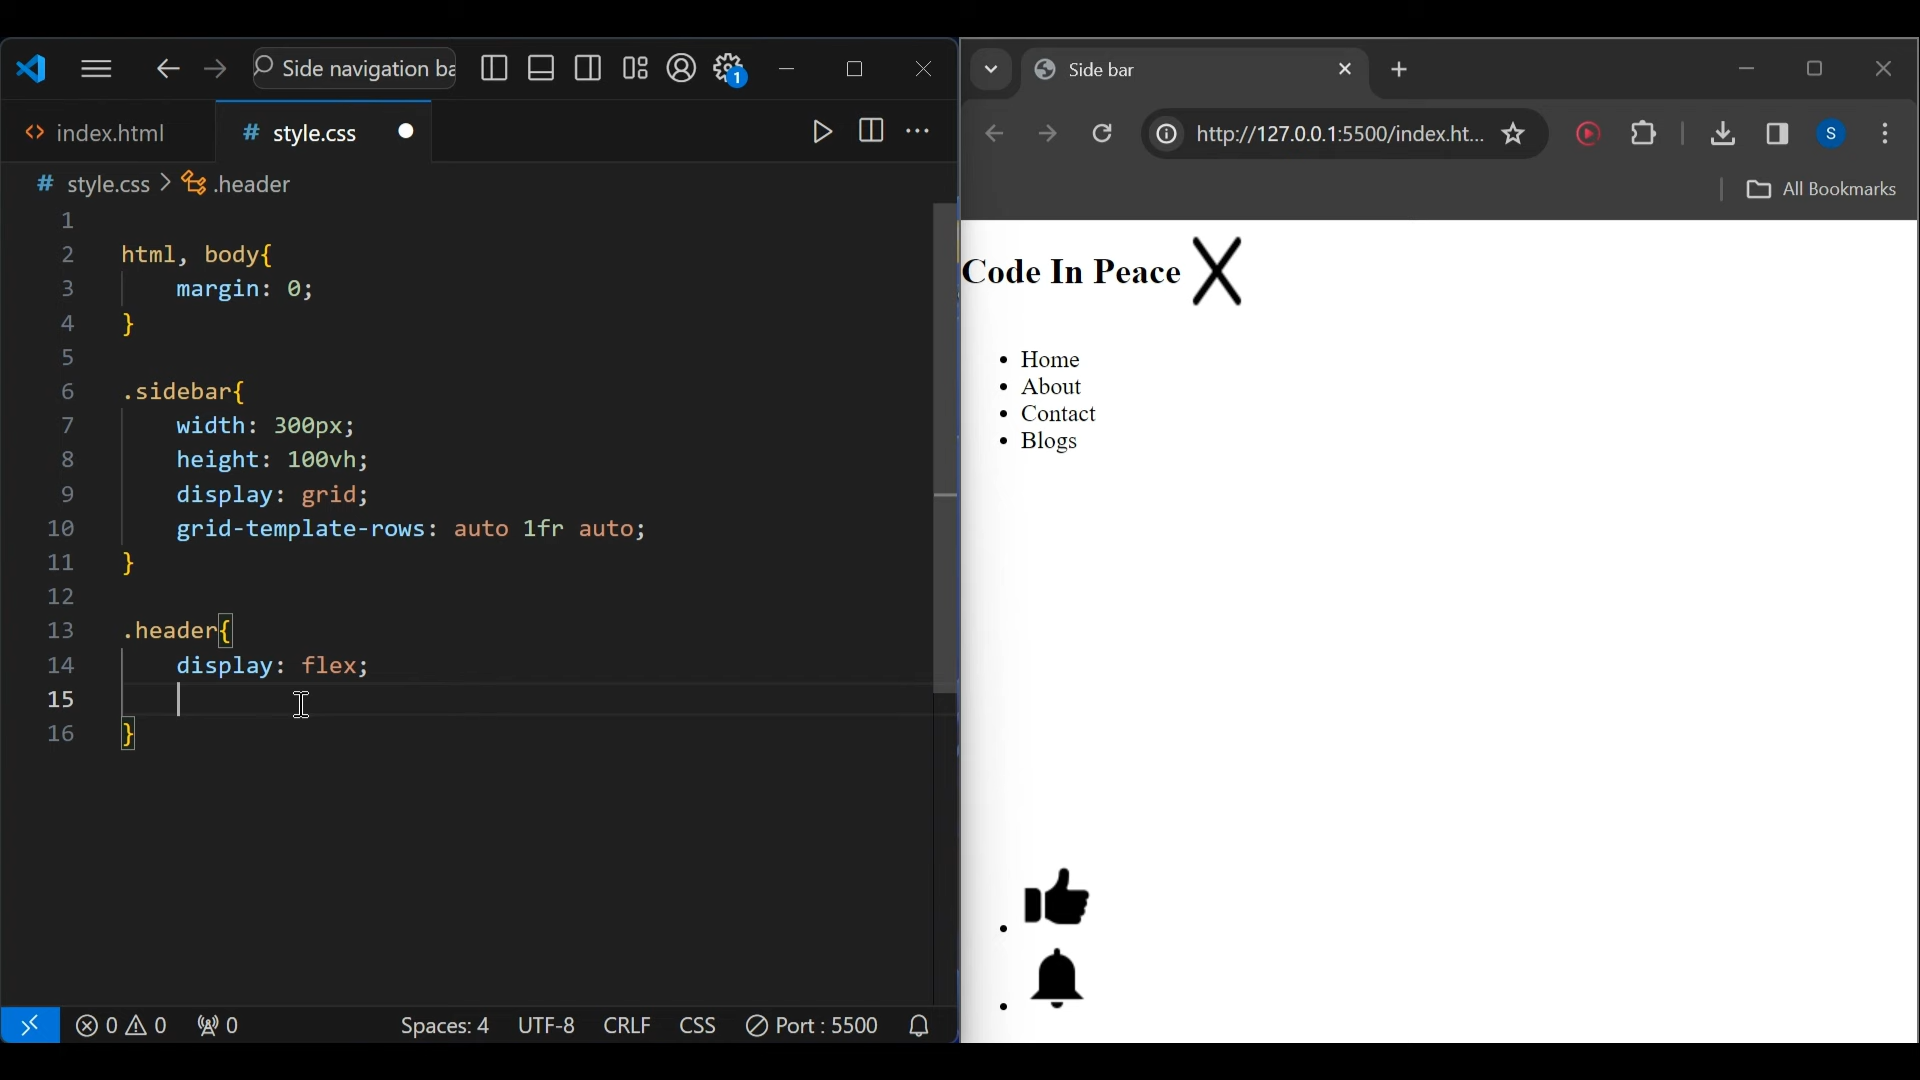 Side navigation ba
1
index.html
# style.css
# style.css > .header
1
2 html, body{
3 margin: 0;
4 }
5
6 .sidebar{
7 width: 300px;
8 height: 100vh;
9 display: grid;
10 grid-template-rows: auto 1fr auto;
11 }
12
13 .header{
14 display: flex;
15
16 }
0 0 0 Spaces: 4 UTF-8 CRLF CSS Port : 5500
Side bar
http://127.0.0.1:5500/index.ht...
S
All Bookmarks
Code In Peace
• Home
• About
• Contact
• Blogs